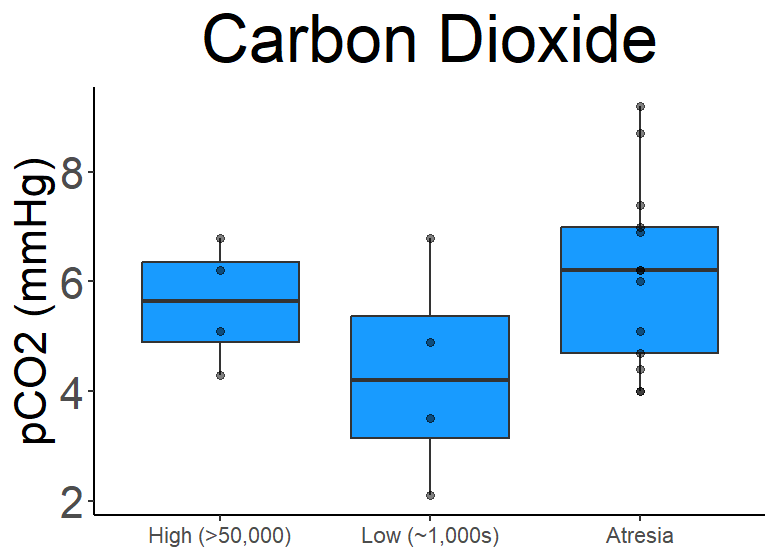 Carbon Dioxide
pCO2 (mmHg)
8
6
4
2
High (>50,000)
Low (~1,000s)
Atresia